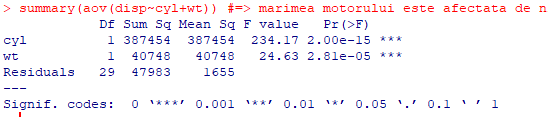 > summary(aov(disp~cyl+wt)) #=> marimea motorului este afectata de n
Df Sum Sq Mean Sq F value Pr(>F)
cyl 1 387454 387454 234.17 2.00e-15 ***
wt 1 40748 40748 24.63 2.81e-05 ***
Residuals 29 47983 1655
---
Signif. codes: 0 ‘***’ 0.001 ‘**’ 0.01 ‘*’ 0.05 ‘.’ 0.1 ‘ ’ 1